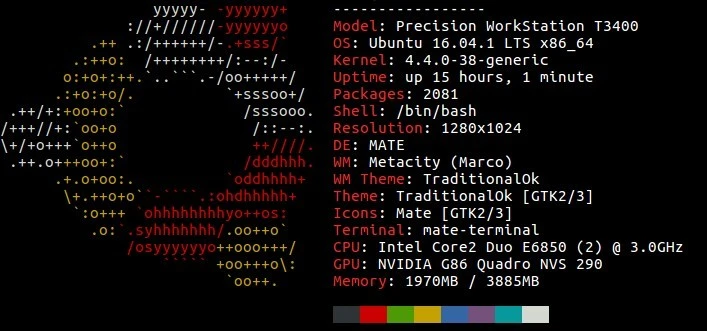 -----------------
Model: Precision WorkStation T3400
OS: Ubuntu 16.04.1 LTS x86_64
Kernel: 4.4.0-38-generic
Uptime: up 15 hours, 1 minute
Packages: 2081
Shell: /bin/bash
Resolution: 1280x1024
DE: MATE
WM: Metacity (Marco)
WM Theme: TraditionalOk
Theme: TraditionalOk [GTK2/3]
Icons: Mate [GTK2/3]
Terminal: mate-terminal
CPU: Intel Core2 Duo E6850 (2) @ 3.0GHz
GPU: NVIDIA G86 Quadro NVS 290
Memory: 1970MB / 3885MB